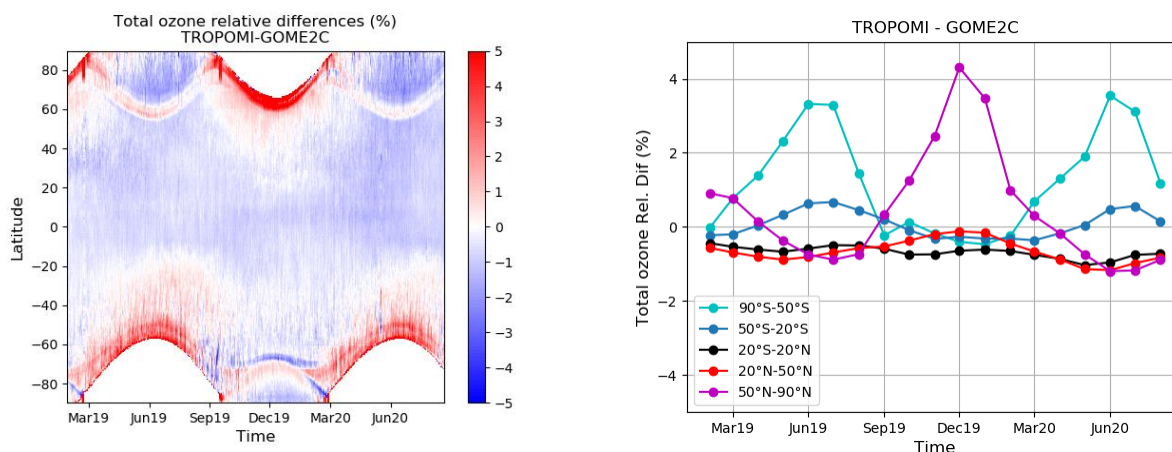 Total ozone relative differences (%)
TROPOMI-GOME2C
80
60
40
20
0
−20
−40
−60
−80
Latitude
Mar19 Jun19 Sep19 Dec19 Mar20 Jun20
Time
5
4
3
2
1
0
−1
−2
−3
−4
−5
TROPOMI - GOME2C
4
2
0
−2
−4
Total ozone Rel. Dif (%)
90°S-50°S
50°S-20°S
20°S-20°N
20°N-50°N
50°N-90°N
Mar19 Jun19 Sep19 Dec19 Mar20 Jun20
Time